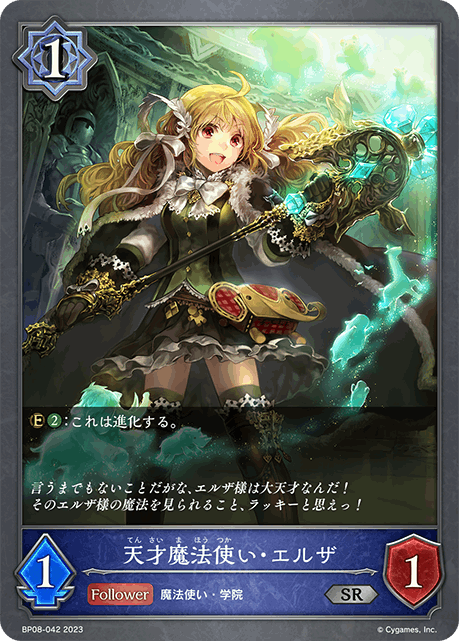 1
E 2:これは進化する。
言うまでもないことだがな、エルザ様は大天才なんだ!
そのエルザ様の魔法を見られること、ラッキーと思えっ!
てんさいまほうつか
天才魔法使い・エルザ
1
Follower 魔法使い・学院
SR
1
BP08-042 2023
© Cygames, Inc.